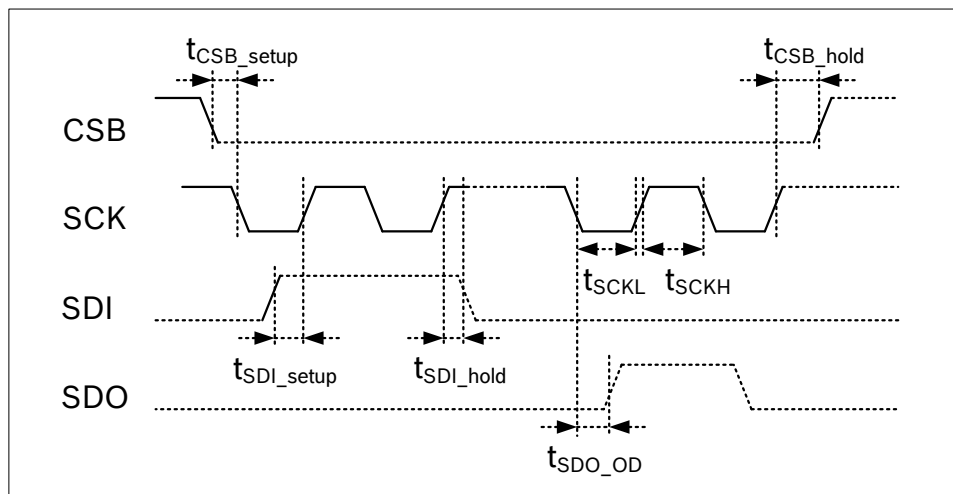 tCSB_setup
tCSB_hold
CSB
SCK
tSCKL
tSCKH
SDI
tSDI_setup
tSDI_hold
SDO
tSDO_OD